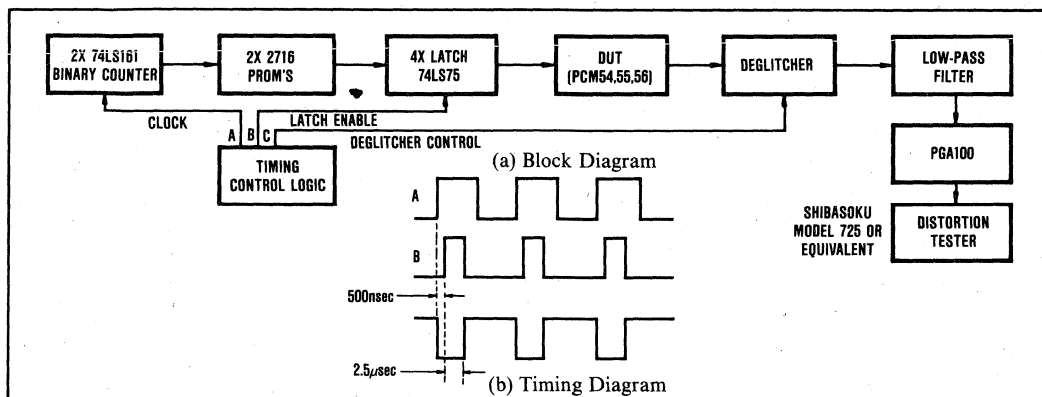 2X 74LS161
BINARY COUNTER
2X 2716
PROM'S
4X LATCH
74LS75
DUT
(PCM54,55,56)
DEGLITCHER
LOW-PASS
FILTER
CLOCK
A B C
LATCH ENABLE
DEGLITCHER CONTROL
TIMING
CONTROL LOGIC
(a) Block Diagram
PGA100
SHIBASOKU
MODEL 725 OR
EQUIVALENT
DISTORTION
TESTER
A
B
500nsec
2.5μsec
(b) Timing Diagram